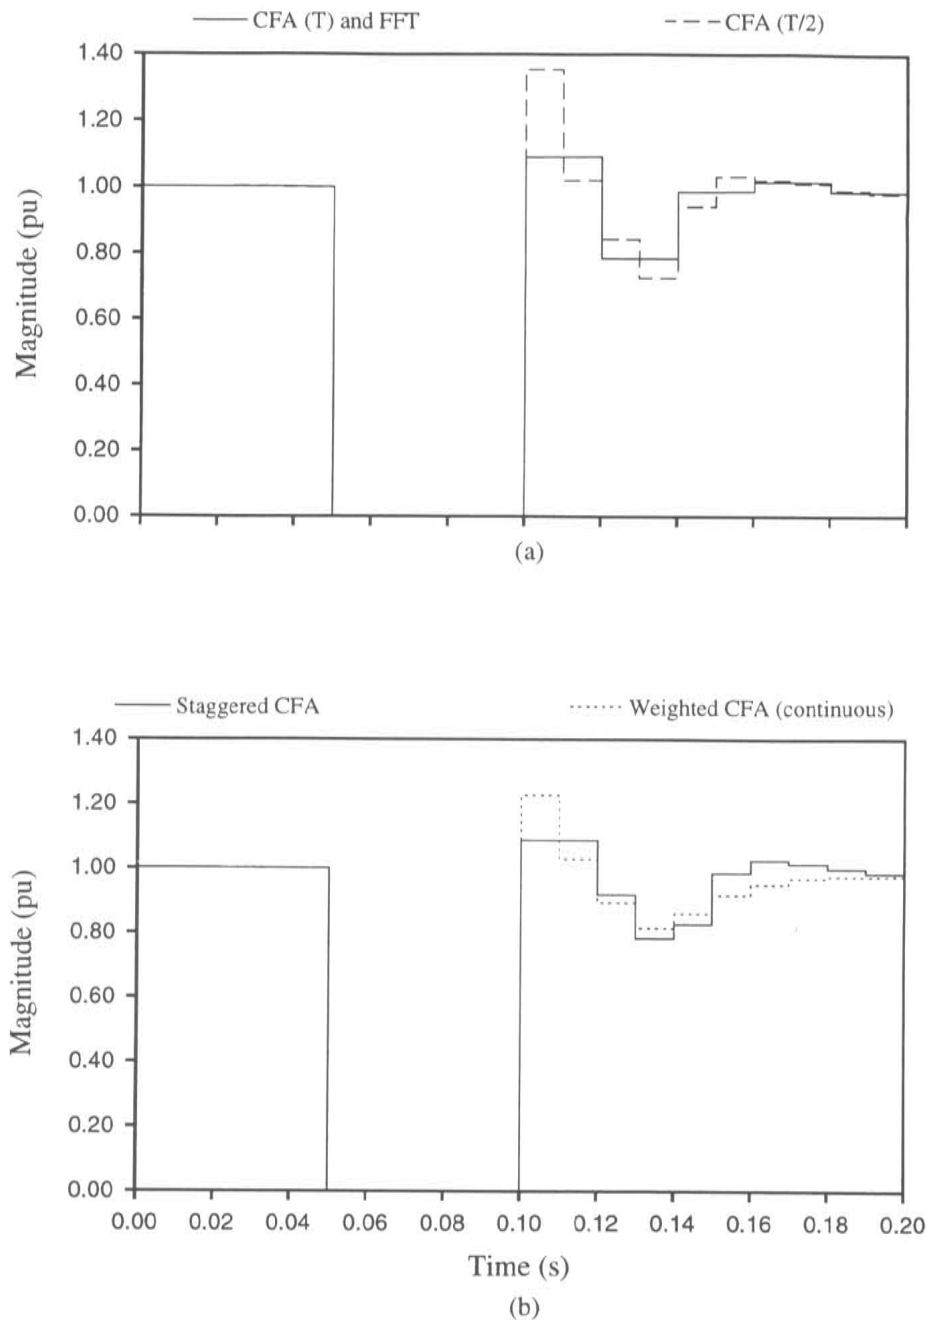 CFA (T) and FFT
CFA (T/2)
1.40
1.20
1.00
0.80
0.60
0.40
0.20
0.00
Magnitude (pu)
(a)
Staggered CFA
Weighted CFA (continuous)
1.40
1.20
1.00
0.80
0.60
0.40
0.20
0.00
Magnitude (pu)
0.00 0.02 0.04 0.06 0.08 0.10 0.12 0.14 0.16 0.18 0.20
Time (s)
(b)